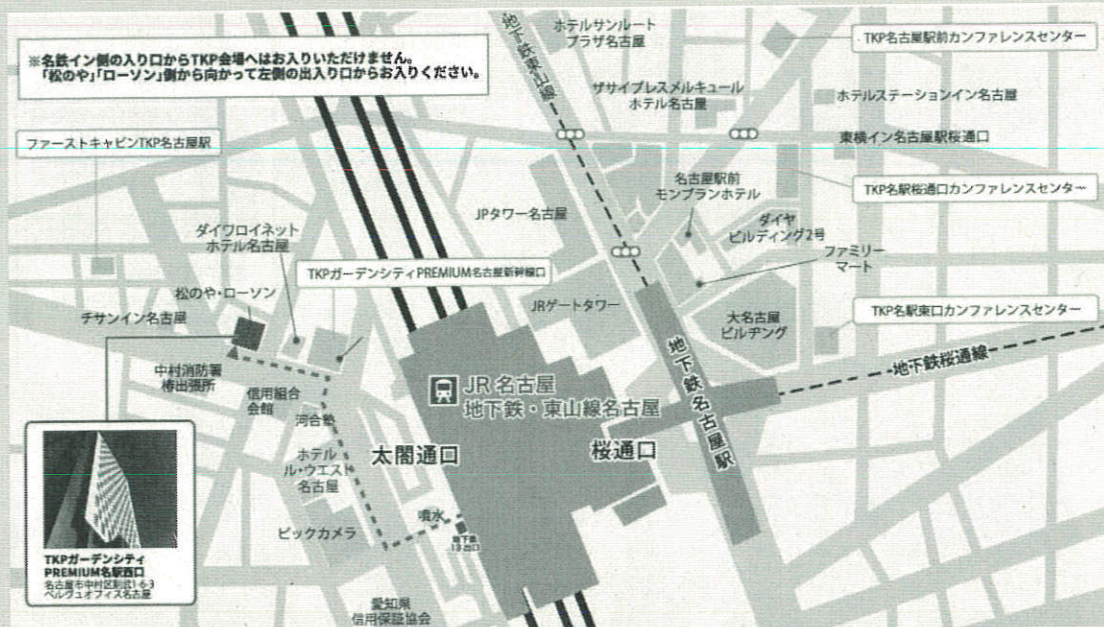 ※名鉄イン側の入り口からTKP会場へはお入りいただけません。
「松のや」「ローソン」側から向かって左側の出入り口からお入りください。
地下鉄東山線
ホテルサンルート
プラザ名古屋
TKP名古屋駅前カンファレンスセンター
ザサイプレスメルキュール
ホテル名古屋
ホテルステーションイン名古屋
ファーストキャビンTKP名古屋駅
東横イン名古屋駅桜通口
名古屋駅前
モンブランホテル
TKP名駅桜通口カンファレンスセンター
JPタワー名古屋
ダイワロイネット
ホテル名古屋
ダイヤ
ビルディング2号
ファミリー
マート
TKPガーデンシティPREMIUM名古屋新幹線口
松のや・ローソン
JRゲートタワー
大名古屋
ビルヂング
TKP名駅東口カンファレンスセンター
チサンイン名古屋
地下鉄桜通線
中村消防署
椿出張所
信用組合
会館
JR 名古屋
地下鉄・東山線名古屋
地下鉄名古屋駅
河合塾
太閤通口
桜通口
ホテル
ル・ウエスト
名古屋
噴水
ビックカメラ
TKPガーデンシティ
PREMIUM名駅西口
ベルヴュオフィス名古屋
愛知県
信用保証協会